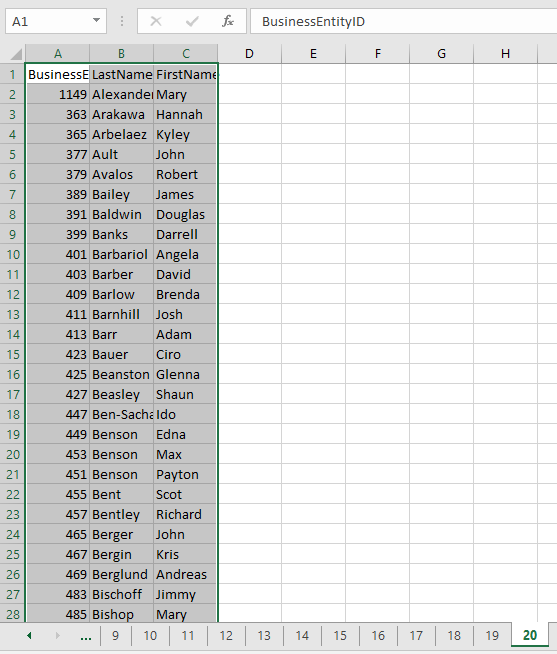 A1 fx BusinessEntityID
A B C D E F G H
1 BusinessE LastName FirstName
2 1149 Alexander Mary
3 363 Arakawa Hannah
4 365 Arbelaez Kyley
5 377 Ault John
6 379 Avalos Robert
7 389 Bailey James
8 391 Baldwin Douglas
9 399 Banks Darrell
10 401 Barbariol Angela
11 403 Barber David
12 409 Barlow Brenda
13 411 Barnhill Josh
14 413 Barr Adam
15 423 Bauer Ciro
16 425 Beanston Glenna
17 427 Beasley Shaun
18 447 Ben-Sacha Ido
19 449 Benson Edna
20 453 Benson Max
21 451 Benson Payton
22 455 Bent Scot
23 457 Bentley Richard
24 465 Berger John
25 467 Bergin Kris
26 469 Berglund Andreas
27 483 Bischoff Jimmy
28 485 Bishop Mary
... 9 10 11 12 13 14 15 16 17 18 19 20